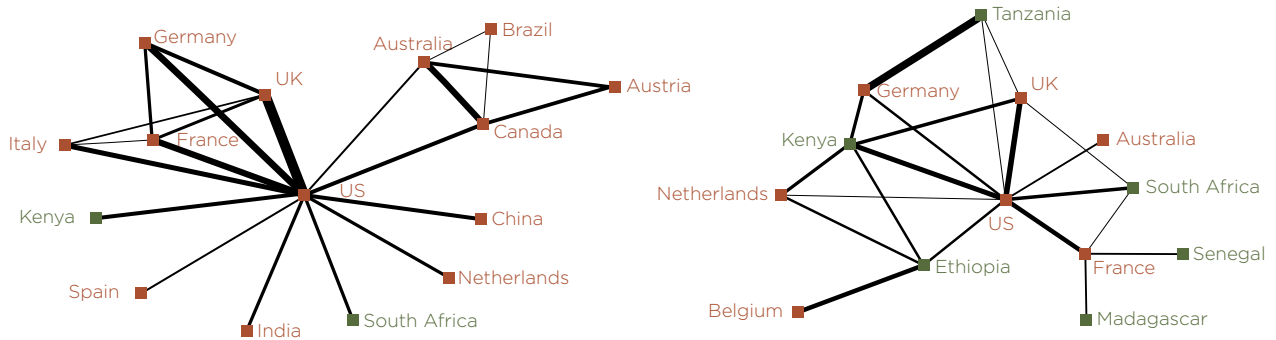 Germany
Australia
Brazil
UK
Austria
Italy
France
Canada
US
Kenya
China
Spain
Netherlands
India
South Africa
Tanzania
Germany
UK
Kenya
Australia
Netherlands
South Africa
US
Ethiopia
France
Senegal
Belgium
Madagascar